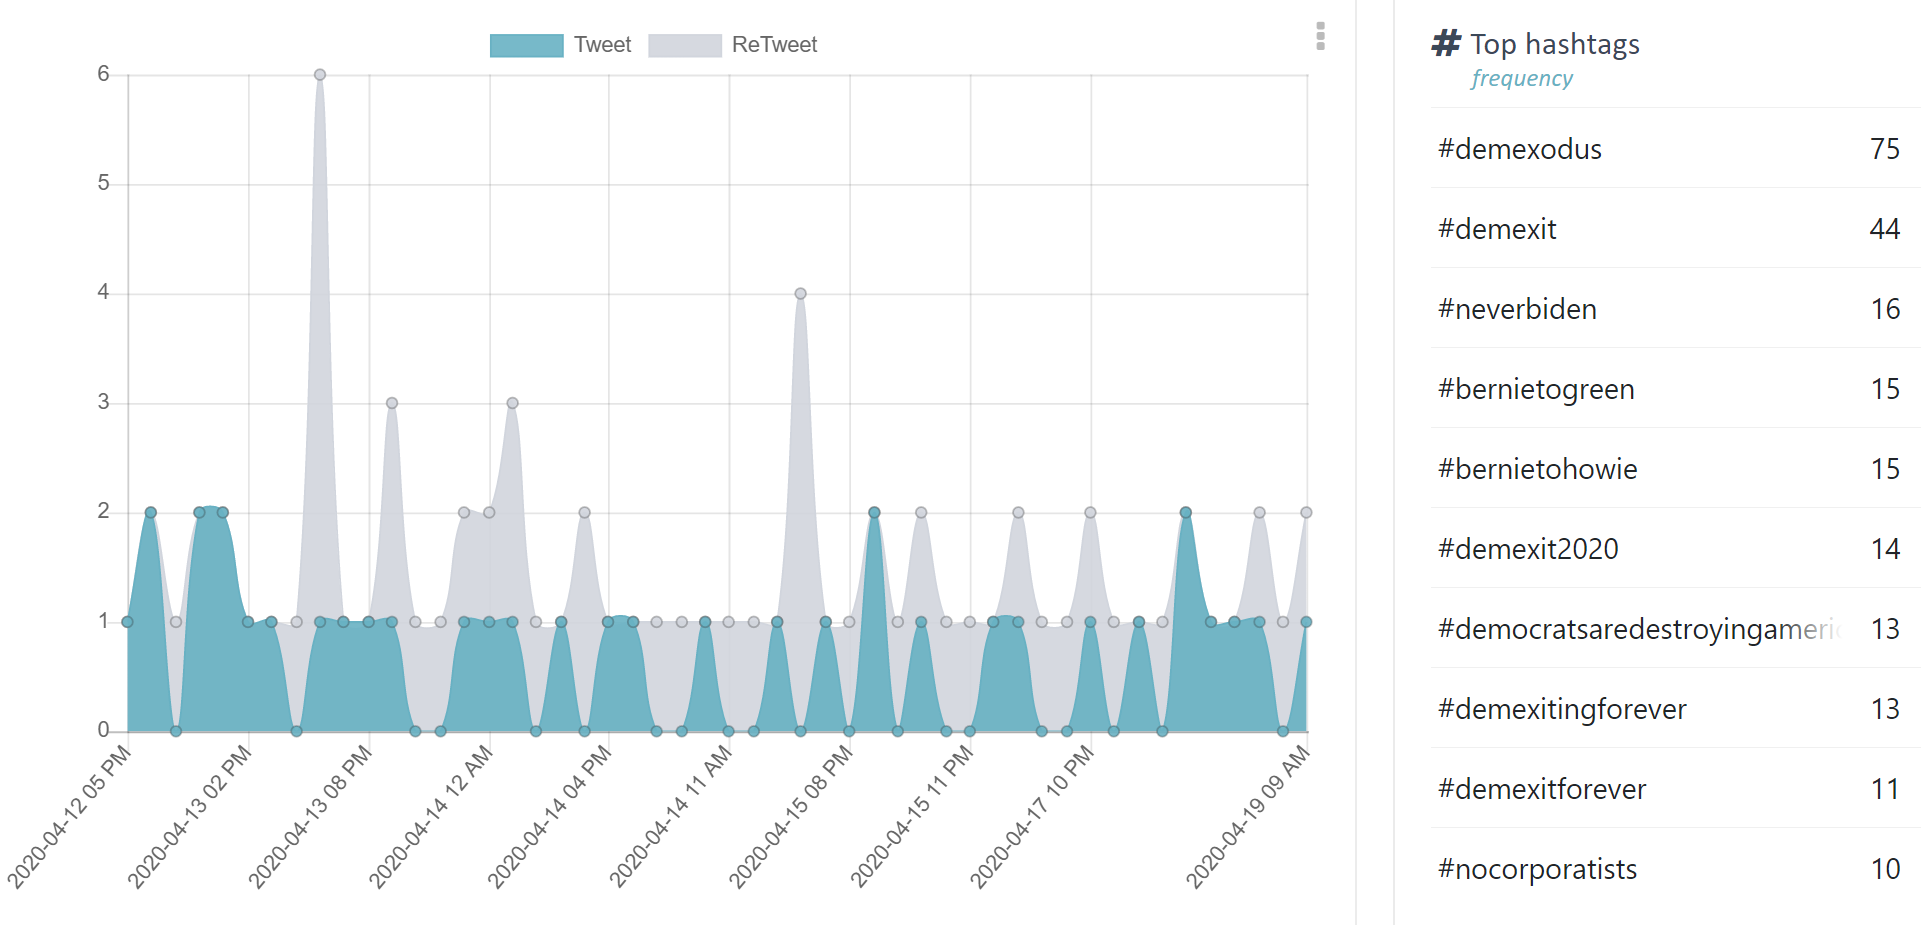 Tweet ReTweet
6
5
4
3
2
1
0
2020-04-12 05 PM
2020-04-13 02 PM
2020-04-13 08 PM
2020-04-14 12 AM
2020-04-14 04 PM
2020-04-14 11 AM
2020-04-15 08 PM
2020-04-15 11 PM
2020-04-17 10 PM
2020-04-19 09 AM
# Top hashtags
frequency
#demexodus 75
#demexit 44
#neverbiden 16
#bernietogreen 15
#bernietohowie 15
#demexit2020 14
#democratsaredestroyingameric 13
#demexitingforever 13
#demexitforever 11
#nocorporatists 10